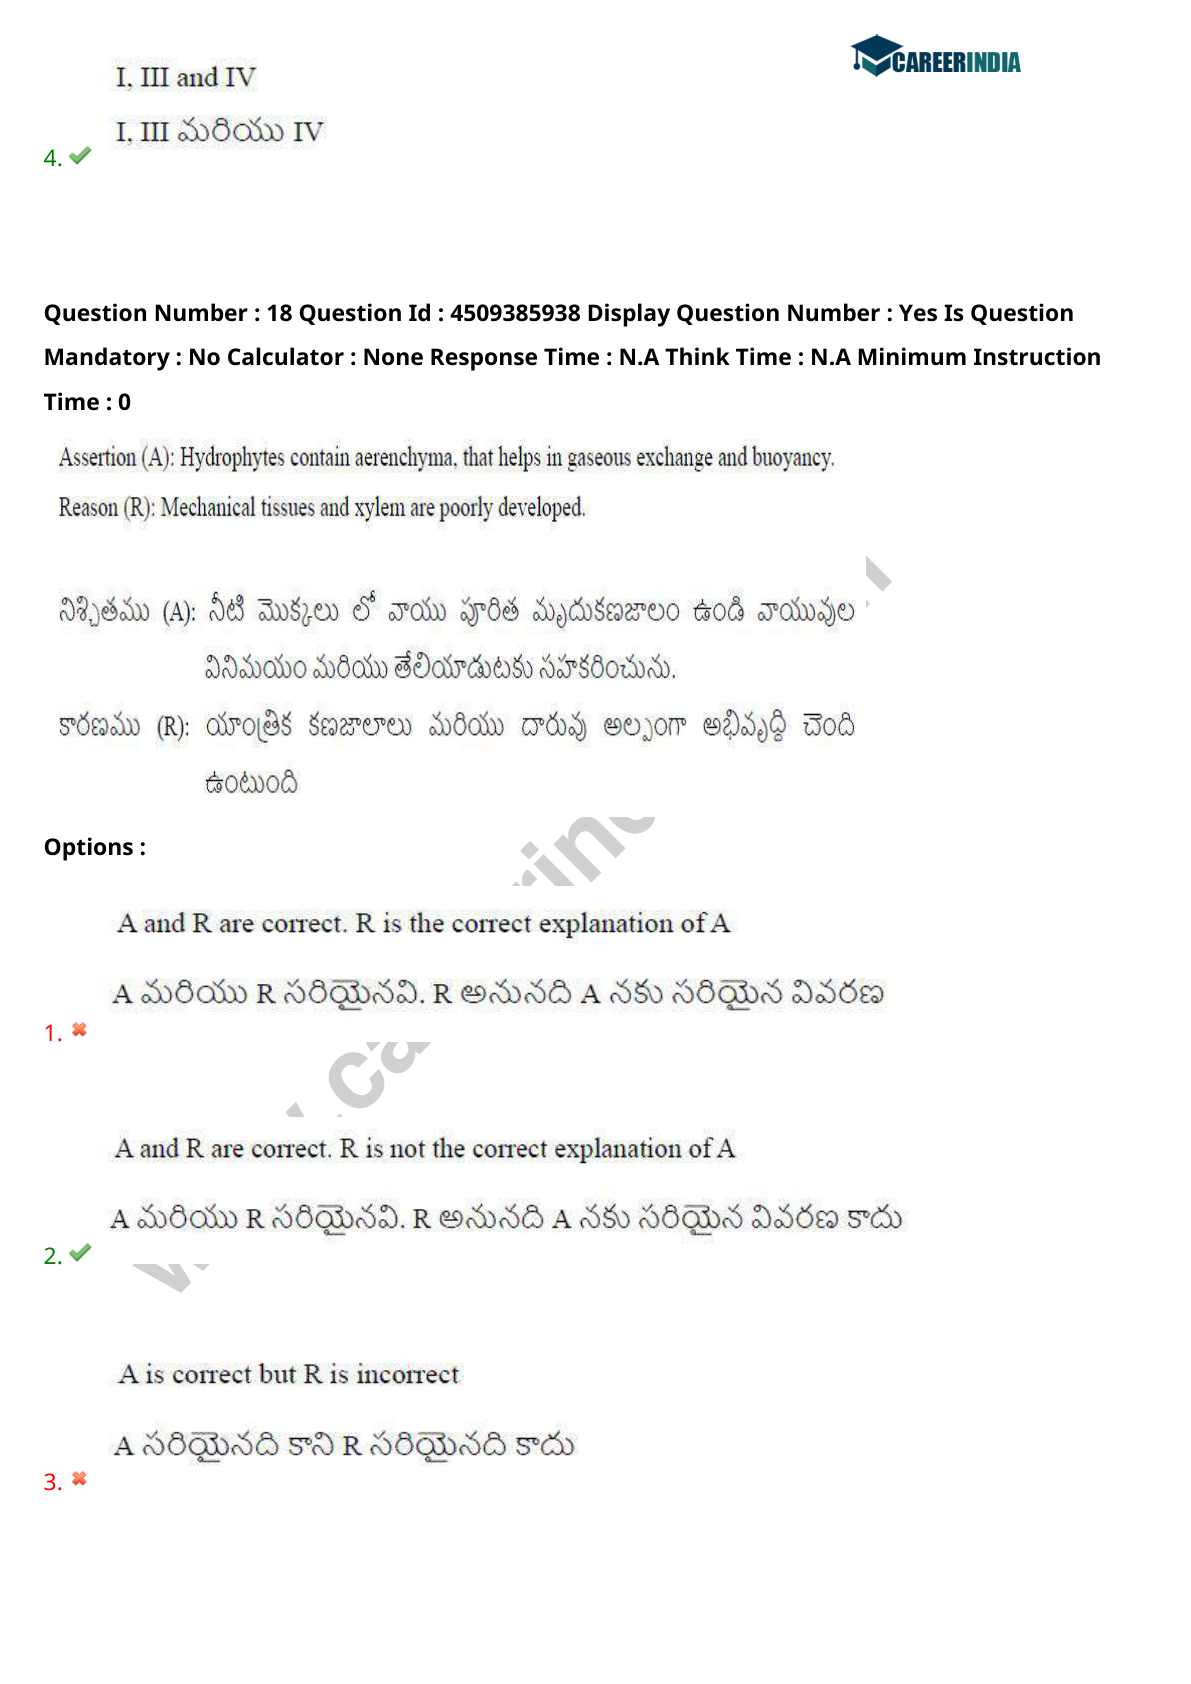 CAREERINDIA
I, III and IV
I, III మరియు IV
4.
Question Number : 18 Question Id : 4509385938 Display Question Number : Yes Is Question
Mandatory : No Calculator : None Response Time : N.A Think Time : N.A Minimum Instruction
Time : 0
Assertion (A): Hydrophytes contain aerenchyma, that helps in gaseous exchange and buoyancy.
Reason (R): Mechanical tissues and xylem are poorly developed.
నిశ్చితము (A): నీటి మొక్కలు లో వాయు పూరిత మృదుకణజాలం ఉండి వాయువుల
వినిమయం మరియు తేలియాడుటకు సహకరించును.
కారణము (R): యాంత్రిక కణజాలాలు మరియు దారువు అల్పంగా అభివృద్ధి చెంది
ఉంటుంది
Options :
A and R are correct. R is the correct explanation of A
A మరియు R సరియైనవి. R అనునది A నకు సరియైన వివరణ
1.
A and R are correct. R is not the correct explanation of A
A మరియు R సరియైనవి. R అనునది A నకు సరియైన వివరణ కాదు
2.
A is correct but R is incorrect
A సరియైనది కాని R సరియైనది కాదు
3.